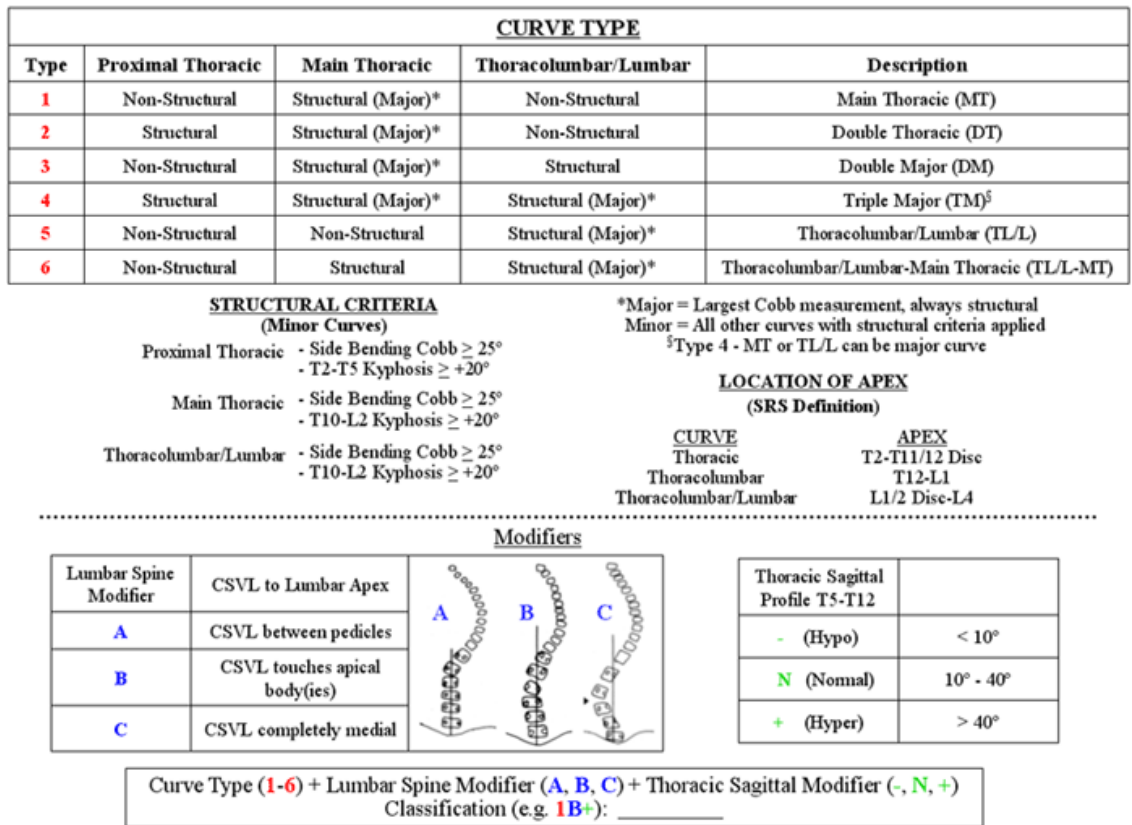 CURVE TYPE
Type Proximal Thoracic Main Thoracic Thoracolumbar/Lumbar Description
1 Non-Structural Structural (Major)* Non-Structural Main Thoracic (MT)
2 Structural Structural (Major)* Non-Structural Double Thoracic (DT)
3 Non-Structural Structural (Major)* Structural Double Major (DM)
4 Structural Structural (Major)* Structural (Major)* Triple Major (TM)§
5 Non-Structural Non-Structural Structural (Major)* Thoracolumbar/Lumbar (TL/L)
6 Non-Structural Structural Structural (Major)* Thoracolumbar/Lumbar-Main Thoracic (TL/L-MT)
STRUCTURAL CRITERIA
(Minor Curves)
Proximal Thoracic - Side Bending Cobb ≥ 25°
- T2-T5 Kyphosis ≥ +20°
Main Thoracic - Side Bending Cobb ≥ 25°
- T10-L2 Kyphosis ≥ +20°
Thoracolumbar/Lumbar - Side Bending Cobb ≥ 25°
- T10-L2 Kyphosis ≥ +20°
*Major = Largest Cobb measurement, always structural
Minor = All other curves with structural criteria applied
§Type 4 - MT or TL/L can be major curve
LOCATION OF APEX
(SRS Definition)
CURVE APEX
Thoracic T2-T11/12 Disc
Thoracolumbar T12-L1
Thoracolumbar/Lumbar L1/2 Disc-L4
Modifiers
Lumbar Spine
Modifier
CSVL to Lumbar Apex
A CSVL between pedicles
B CSVL touches apical
body(ies)
C CSVL completely medial
A B C
Thoracic Sagittal
Profile T5-T12
- (Hypo) < 10°
N (Normal) 10° - 40°
+ (Hyper) > 40°
Curve Type (1-6) + Lumbar Spine Modifier (A, B, C) + Thoracic Sagittal Modifier (-, N, +)
Classification (e.g. 1B+): __________